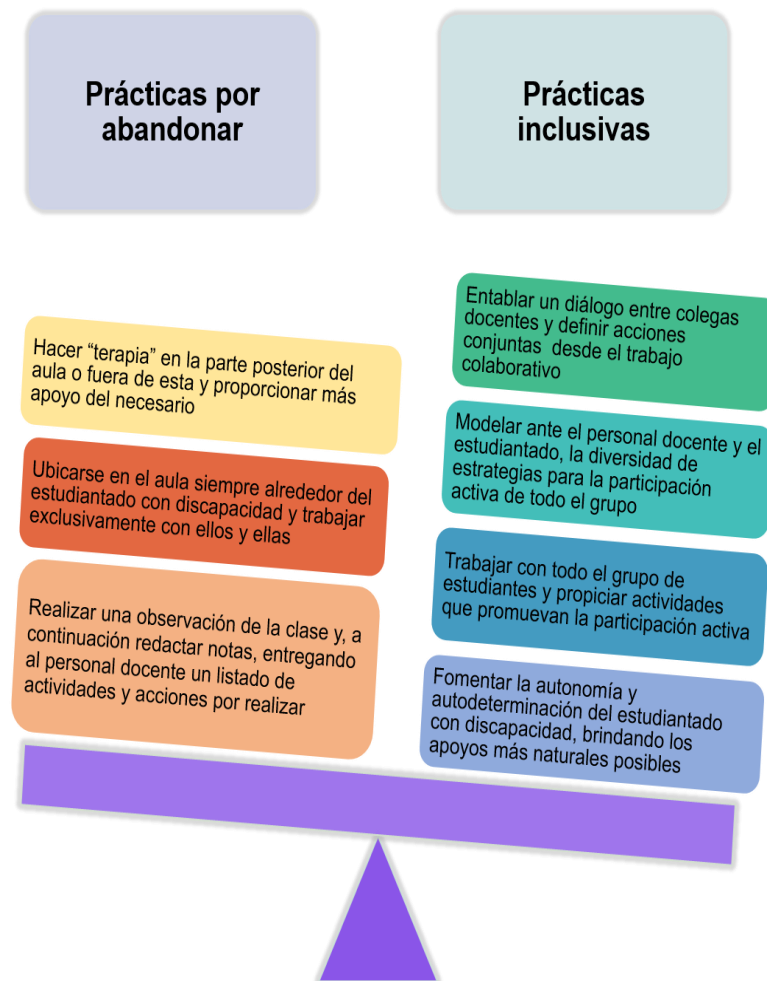 Prácticas por
abandonar
Prácticas
inclusivas
Hacer “terapia” en la parte posterior del
aula o fuera de esta y proporcionar más
apoyo del necesario
Ubicarse en el aula siempre alrededor del
estudiantado con discapacidad y trabajar
exclusivamente con ellos y ellas
Realizar una observación de la clase y, a
continuación redactar notas, entregando
al personal docente un listado de
actividades y acciones por realizar
Entablar un diálogo entre colegas
docentes y definir acciones
conjuntas desde el trabajo
colaborativo
Modelar ante el personal docente y el
estudiantado, la diversidad de
estrategias para la participación
activa de todo el grupo
Trabajar con todo el grupo de
estudiantes y propiciar actividades
que promuevan la participación activa
Fomentar la autonomía y
autodeterminación del estudiantado
con discapacidad, brindando los
apoyos más naturales posibles